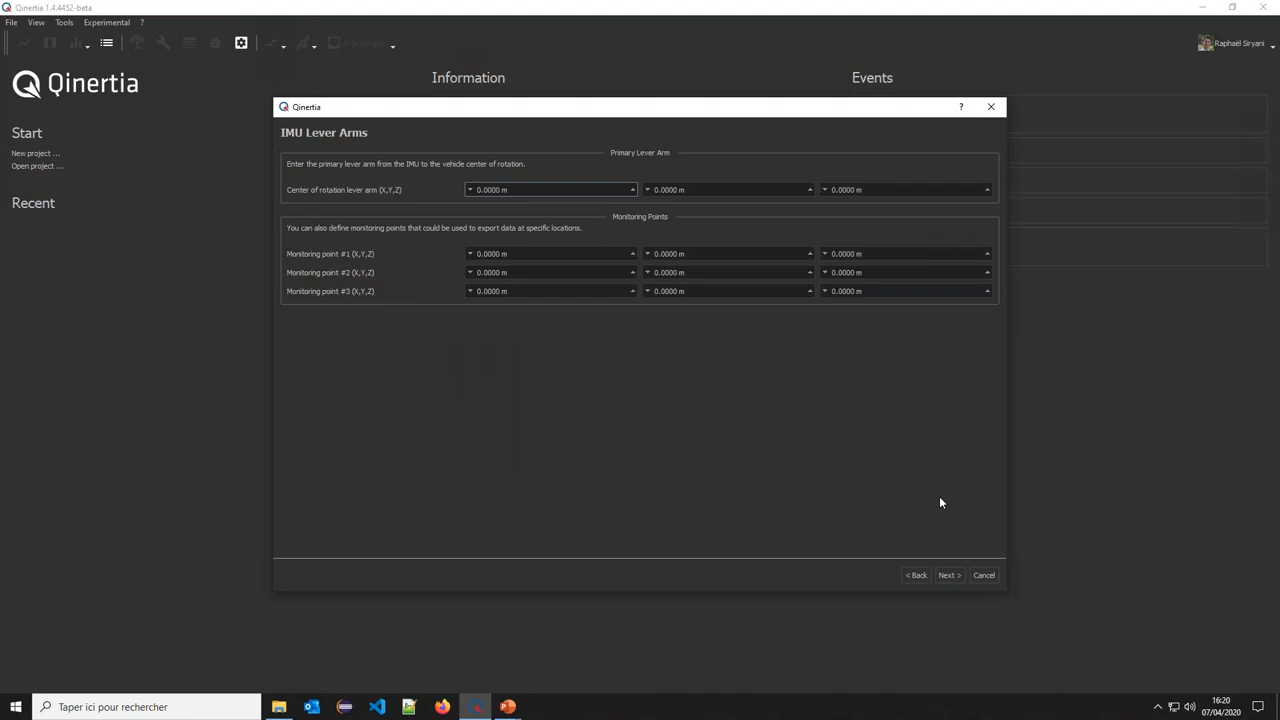 Qinertia 1.4.4452-beta
File View Tools Experimental ?
Raphaël Siryani
Qinertia
Information
Events
Start
New project ...
Open project ...
Recent
Qinertia
?
IMU Lever Arms
Primary Lever Arm
Enter the primary lever arm from the IMU to the vehicle center of rotation.
Center of rotation lever arm (X,Y,Z) 0.0000 m 0.0000 m 0.0000 m
Monitoring Points
You can also define monitoring points that could be used to export data at specific locations.
Monitoring point #1 (X,Y,Z) 0.0000 m 0.0000 m 0.0000 m
Monitoring point #2 (X,Y,Z) 0.0000 m 0.0000 m 0.0000 m
Monitoring point #3 (X,Y,Z) 0.0000 m 0.0000 m 0.0000 m
< Back Next > Cancel
Taper ici pour rechercher
16:20
07/04/2020